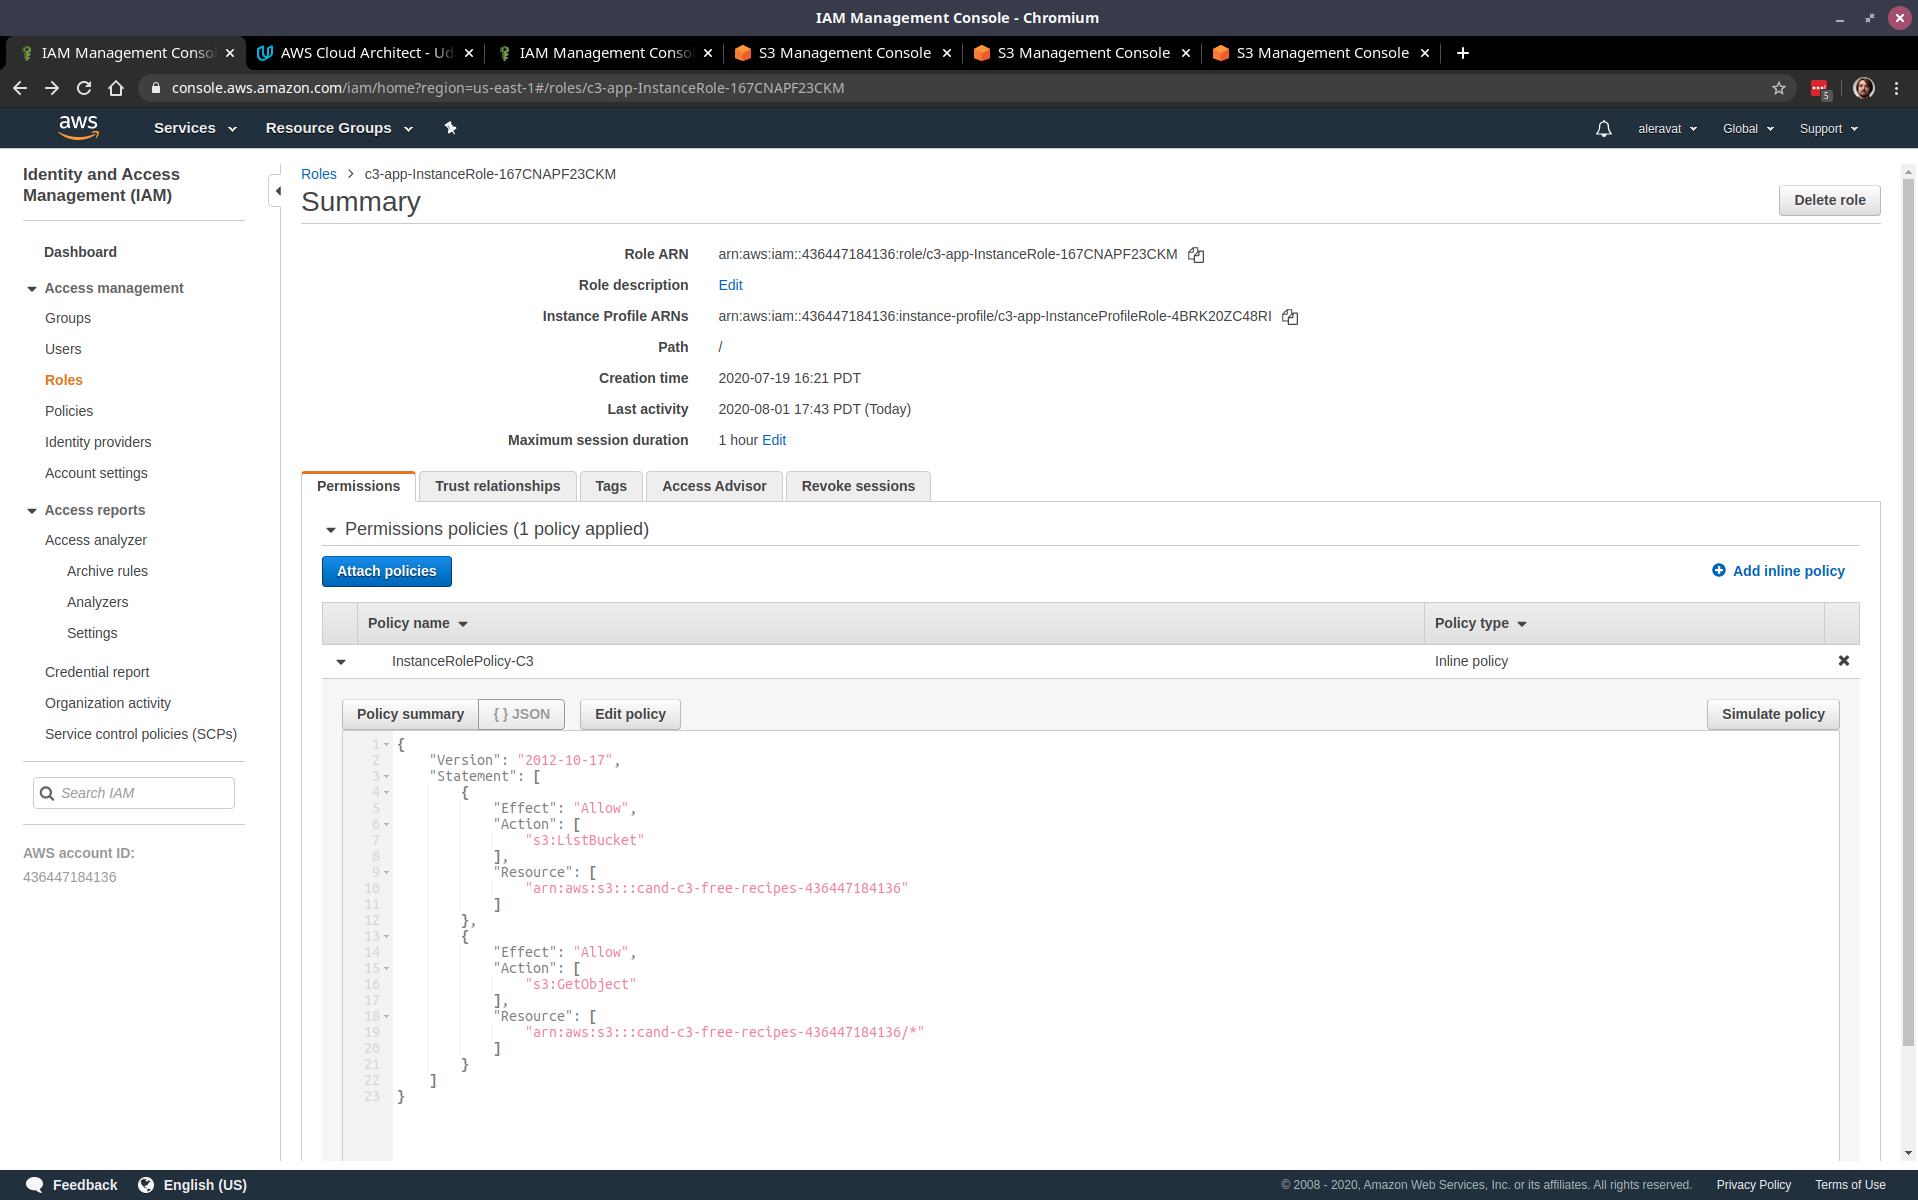 IAM Management Console - Chromium
IAM Management Conso
AWS Cloud Architect - Ud
IAM Management Conso
S3 Management Console
S3 Management Console
S3 Management Console
console.aws.amazon.com/iam/home?region=us-east-1#/roles/c3-app-InstanceRole-167CNAPF23CKM
5
aws
Services
Resource Groups
aleravat
Global
Support
Identity and Access
Management (IAM)
Dashboard
Access management
Groups
Users
Roles
Policies
Identity providers
Account settings
Access reports
Access analyzer
Archive rules
Analyzers
Settings
Credential report
Organization activity
Service control policies (SCPs)
Search IAM
AWS account ID:
436447184136
Roles > c3-app-InstanceRole-167CNAPF23CKM
Summary
Delete role
Role ARN arn:aws:iam::436447184136:role/c3-app-InstanceRole-167CNAPF23CKM
Role description Edit
Instance Profile ARNs arn:aws:iam::436447184136:instance-profile/c3-app-InstanceProfileRole-4BRK20ZC48RI
Path /
Creation time 2020-07-19 16:21 PDT
Last activity 2020-08-01 17:43 PDT (Today)
Maximum session duration 1 hour Edit
Permissions
Trust relationships
Tags
Access Advisor
Revoke sessions
Permissions policies (1 policy applied)
Attach policies
Add inline policy
Policy name
Policy type
InstanceRolePolicy-C3
Inline policy
Policy summary
{ } JSON
Edit policy
Simulate policy
1 {
2     "Version": "2012-10-17",
3     "Statement": [
4         {
5             "Effect": "Allow",
6             "Action": [
7                 "s3:ListBucket"
8             ],
9             "Resource": [
10                 "arn:aws:s3:::cand-c3-free-recipes-436447184136"
11             ]
12         },
13         {
14             "Effect": "Allow",
15             "Action": [
16                 "s3:GetObject"
17             ],
18             "Resource": [
19                 "arn:aws:s3:::cand-c3-free-recipes-436447184136/*"
20             ]
21         }
22     ]
23 }
Feedback
English (US)
© 2008 - 2020, Amazon Web Services, Inc. or its affiliates. All rights reserved.
Privacy Policy
Terms of Use